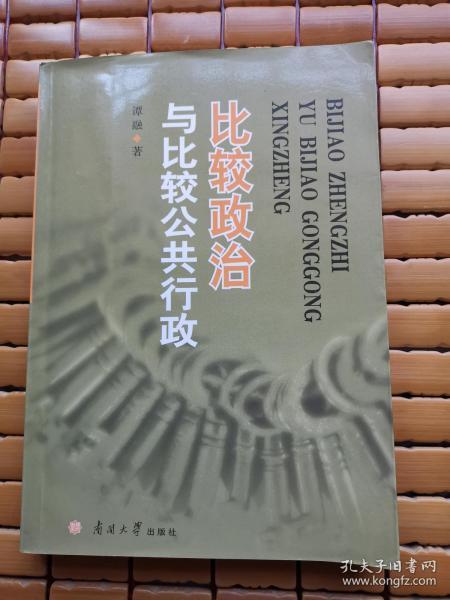 比较政治
与比较公共行政
谭融◆著
BIJIAO ZHENGZHI
YU BIJIAO GONGGONG
XINGZHENG
南开大学出版社
孔夫子旧书网
www.kongfz.com